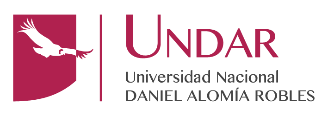 UNDAR
Universidad Nacional
DANIEL ALOMÍA ROBLES